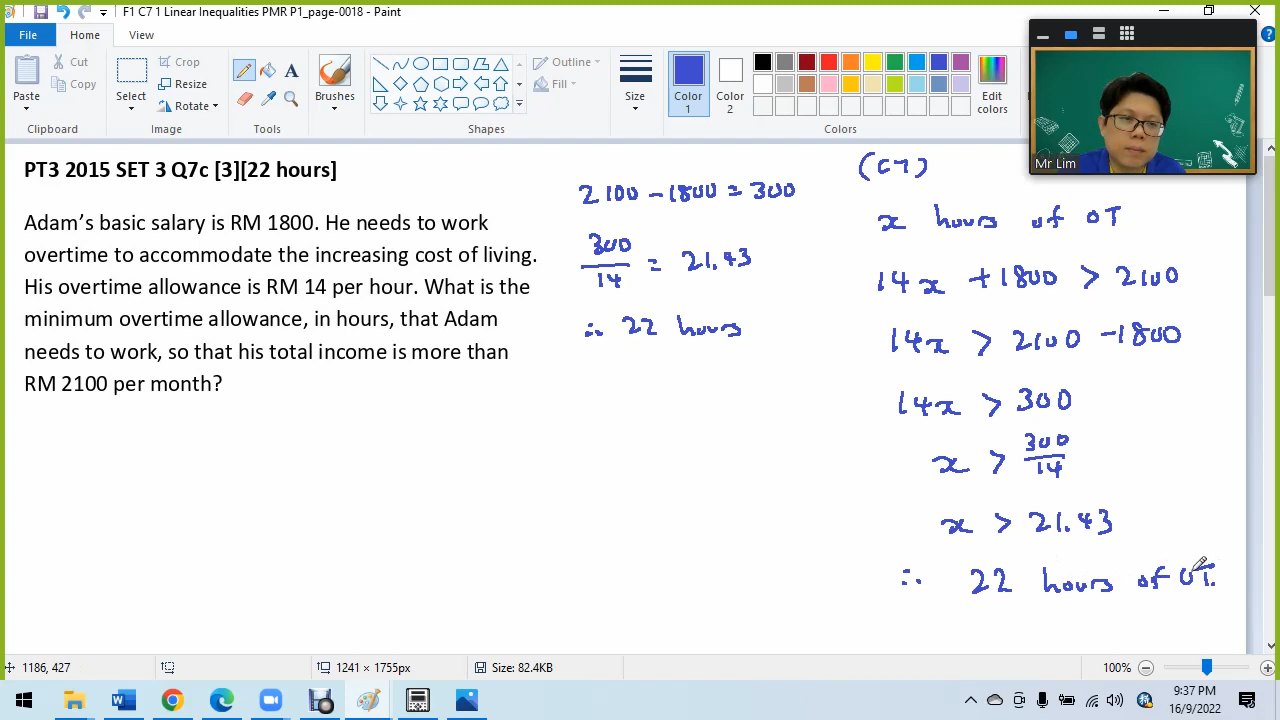 F1 C7 1 Linear Inequalities PMR P1_page-0018 - Paint
File Home View
Paste
Cut
Copy
Clipboard
Select
Crop
Resize
Rotate
Image
Tools
Brushes
Shapes
Outline
Fill
Size
Color 1
Color 2
Edit colors
Colors
Mr Lim
PT3 2015 SET 3 Q7c [3][22 hours]
Adam's basic salary is RM 1800. He needs to work
overtime to accommodate the increasing cost of living.
His overtime allowance is RM 14 per hour. What is the
minimum overtime allowance, in hours, that Adam
needs to work, so that his total income is more than
RM 2100 per month?
2100 - 1800 = 300
300/14 = 21.43
∴ 22 hours
(C7)
x hours of OT
14x + 1800 > 2100
14x > 2100 - 1800
14x > 300
x > 300/14
x > 21.43
∴ 22 hours of OT.
1186, 427
1241 × 1755px
Size: 82.4KB
100%
9:37 PM
16/9/2022